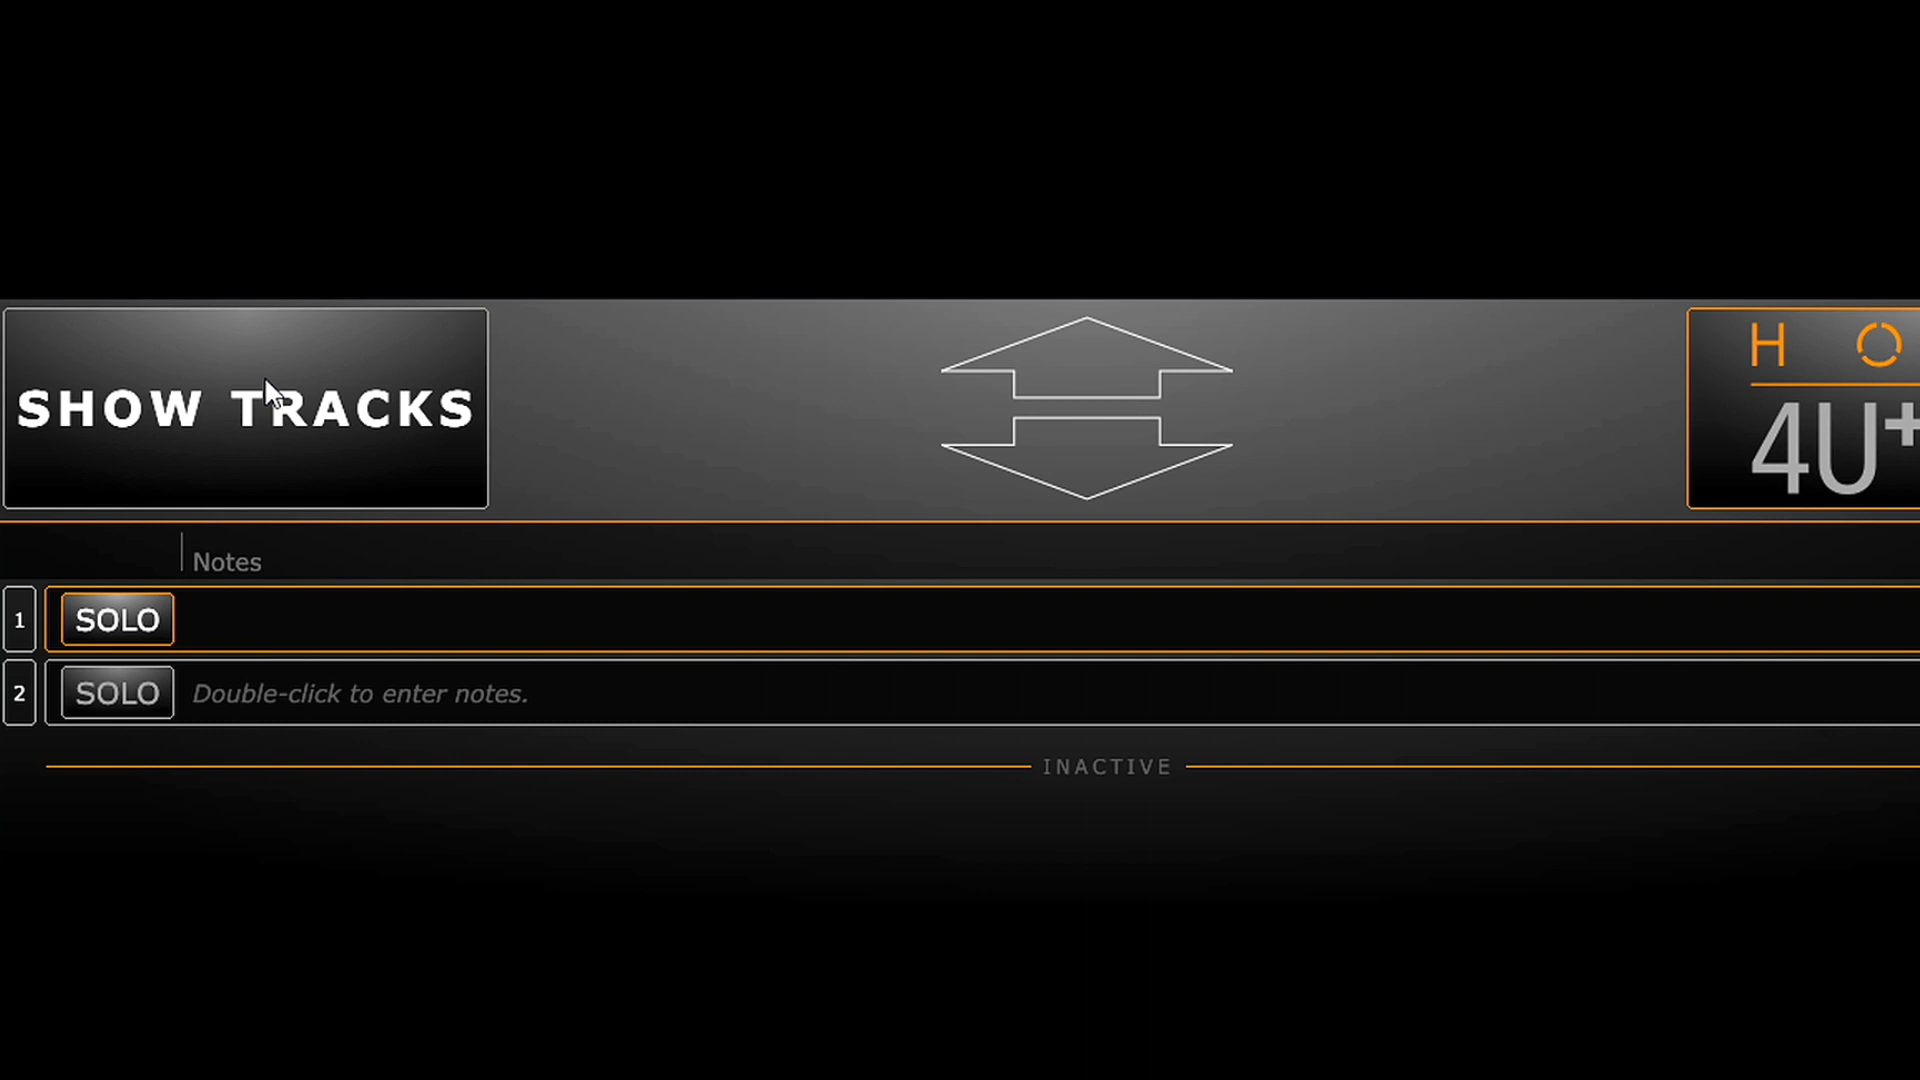 SHOW TRACKS
H O
4U+
Notes
1 SOLO
2 SOLO Double-click to enter notes.
INACTIVE